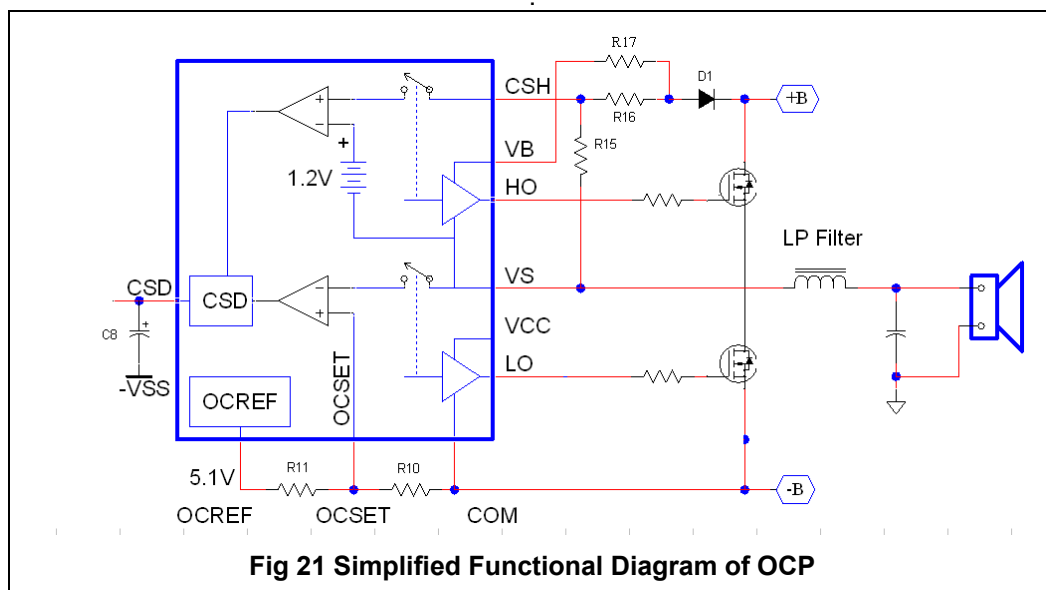 .
R17
CSH
D1
+B
R16
+
−
+
VB
R15
1.2V
HO
LP Filter
CSD
CSD
VS
−
+
C8
+
VCC
-VSS
OCSET
LO
OCREF
5.1V
R11
R10
-B
OCREF
OCSET
COM
Fig 21 Simplified Functional Diagram of OCP